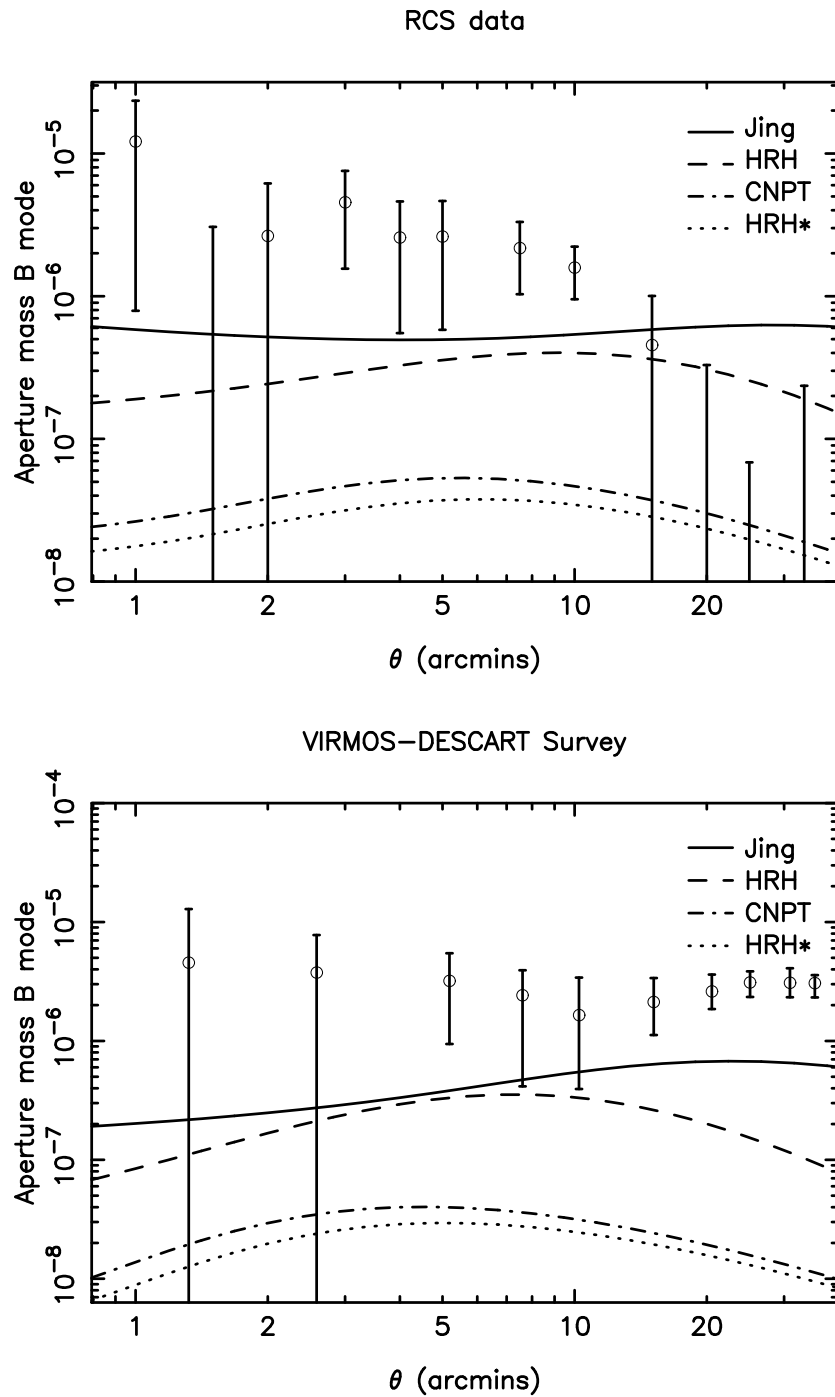 RCS data
Aperture mass B mode
10⁻⁵
10⁻⁶
10⁻⁷
10⁻⁸
Jing
HRH
CNPT
HRH*
1 2 5 10 20
θ (arcmins)
VIRMOS−DESCART Survey
Aperture mass B mode
10⁻⁴
10⁻⁵
10⁻⁶
10⁻⁷
10⁻⁸
Jing
HRH
CNPT
HRH*
1 2 5 10 20
θ (arcmins)